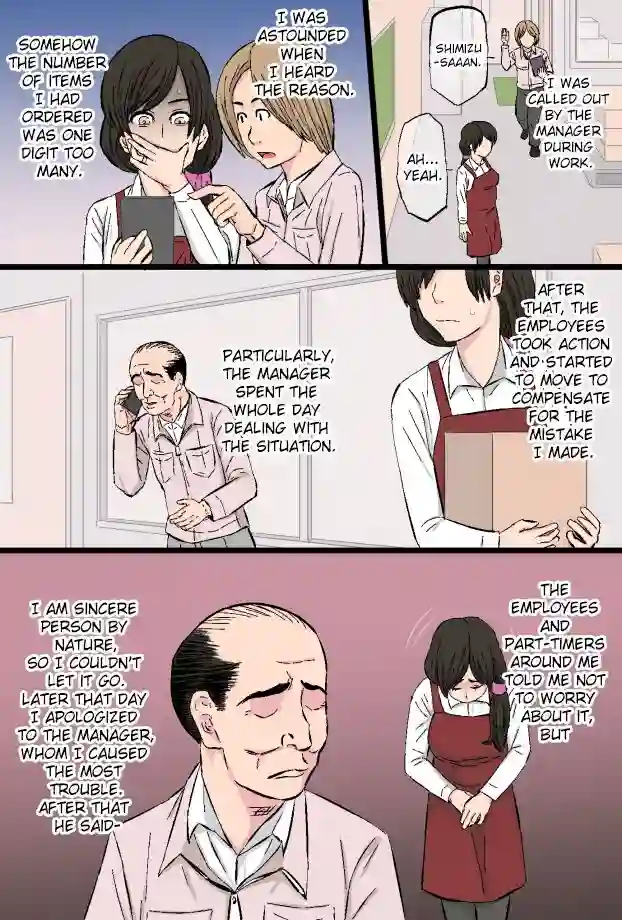 SHIMIZU
-SAAAN.
I WAS
CALLED OUT
BY THE
MANAGER
DURING
WORK.
AH...
YEAH.
I WAS
ASTOUNDED
WHEN
I HEARD
THE REASON.
SOMEHOW
THE NUMBER
OF ITEMS
I HAD
ORDERED
WAS ONE
DIGIT TOO
MANY.
AFTER
THAT, THE
EMPLOYEES
TOOK ACTION
AND STARTED
TO MOVE TO
COMPENSATE
FOR THE
MISTAKE
I MADE.
PARTICULARLY,
THE MANAGER
SPENT THE
WHOLE DAY
DEALING WITH
THE SITUATION.
THE
EMPLOYEES
AND
PART-TIMERS
AROUND ME
TOLD ME NOT
TO WORRY
ABOUT IT,
BUT
I AM SINCERE
PERSON BY
NATURE,
SO I COULDN'T
LET IT GO.
LATER THAT DAY
I APOLOGIZED
TO THE MANAGER,
WHOM I CAUSED
THE MOST
TROUBLE.
AFTER THAT
HE SAID-